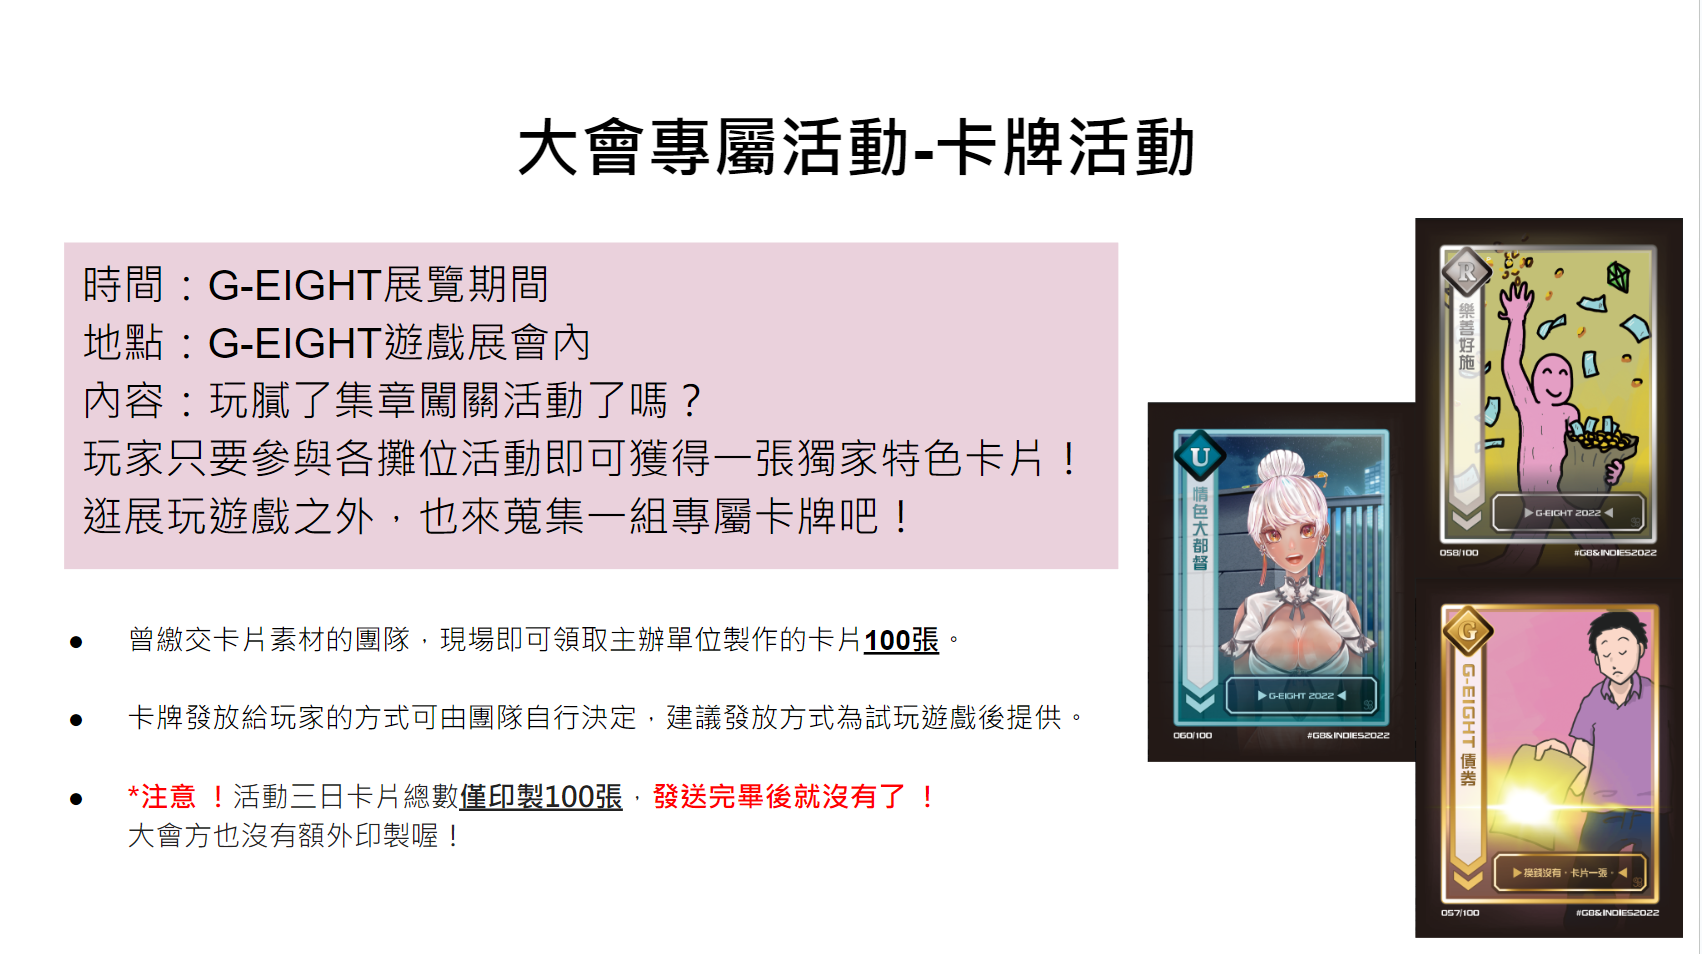 大會專屬活動-卡牌活動
時間：G-EIGHT展覽期間
地點：G-EIGHT遊戲展會內
內容：玩膩了集章闖關活動了嗎？
玩家只要參與各攤位活動即可獲得一張獨家特色卡片！
逛展玩遊戲之外，也來蒐集一組專屬卡牌吧！
● 曾繳交卡片素材的團隊，現場即可領取主辦單位製作的卡片100張。
● 卡牌發放給玩家的方式可由團隊自行決定，建議發放方式為試玩遊戲後提供。
● *注意 ！活動三日卡片總數僅印製100張，發送完畢後就沒有了 ！
大會方也沒有額外印製喔！
U
情色大都督
▶G-EIGHT 2022◀
060/100 #G8&INDIES2022
R
樂善好施
▶G-EIGHT 2022◀
058/100 #G8&INDIES2022
G
G-EIGHT 債券
▶換錢沒有，卡片一張。◀
057/100 #G8&INDIES2022